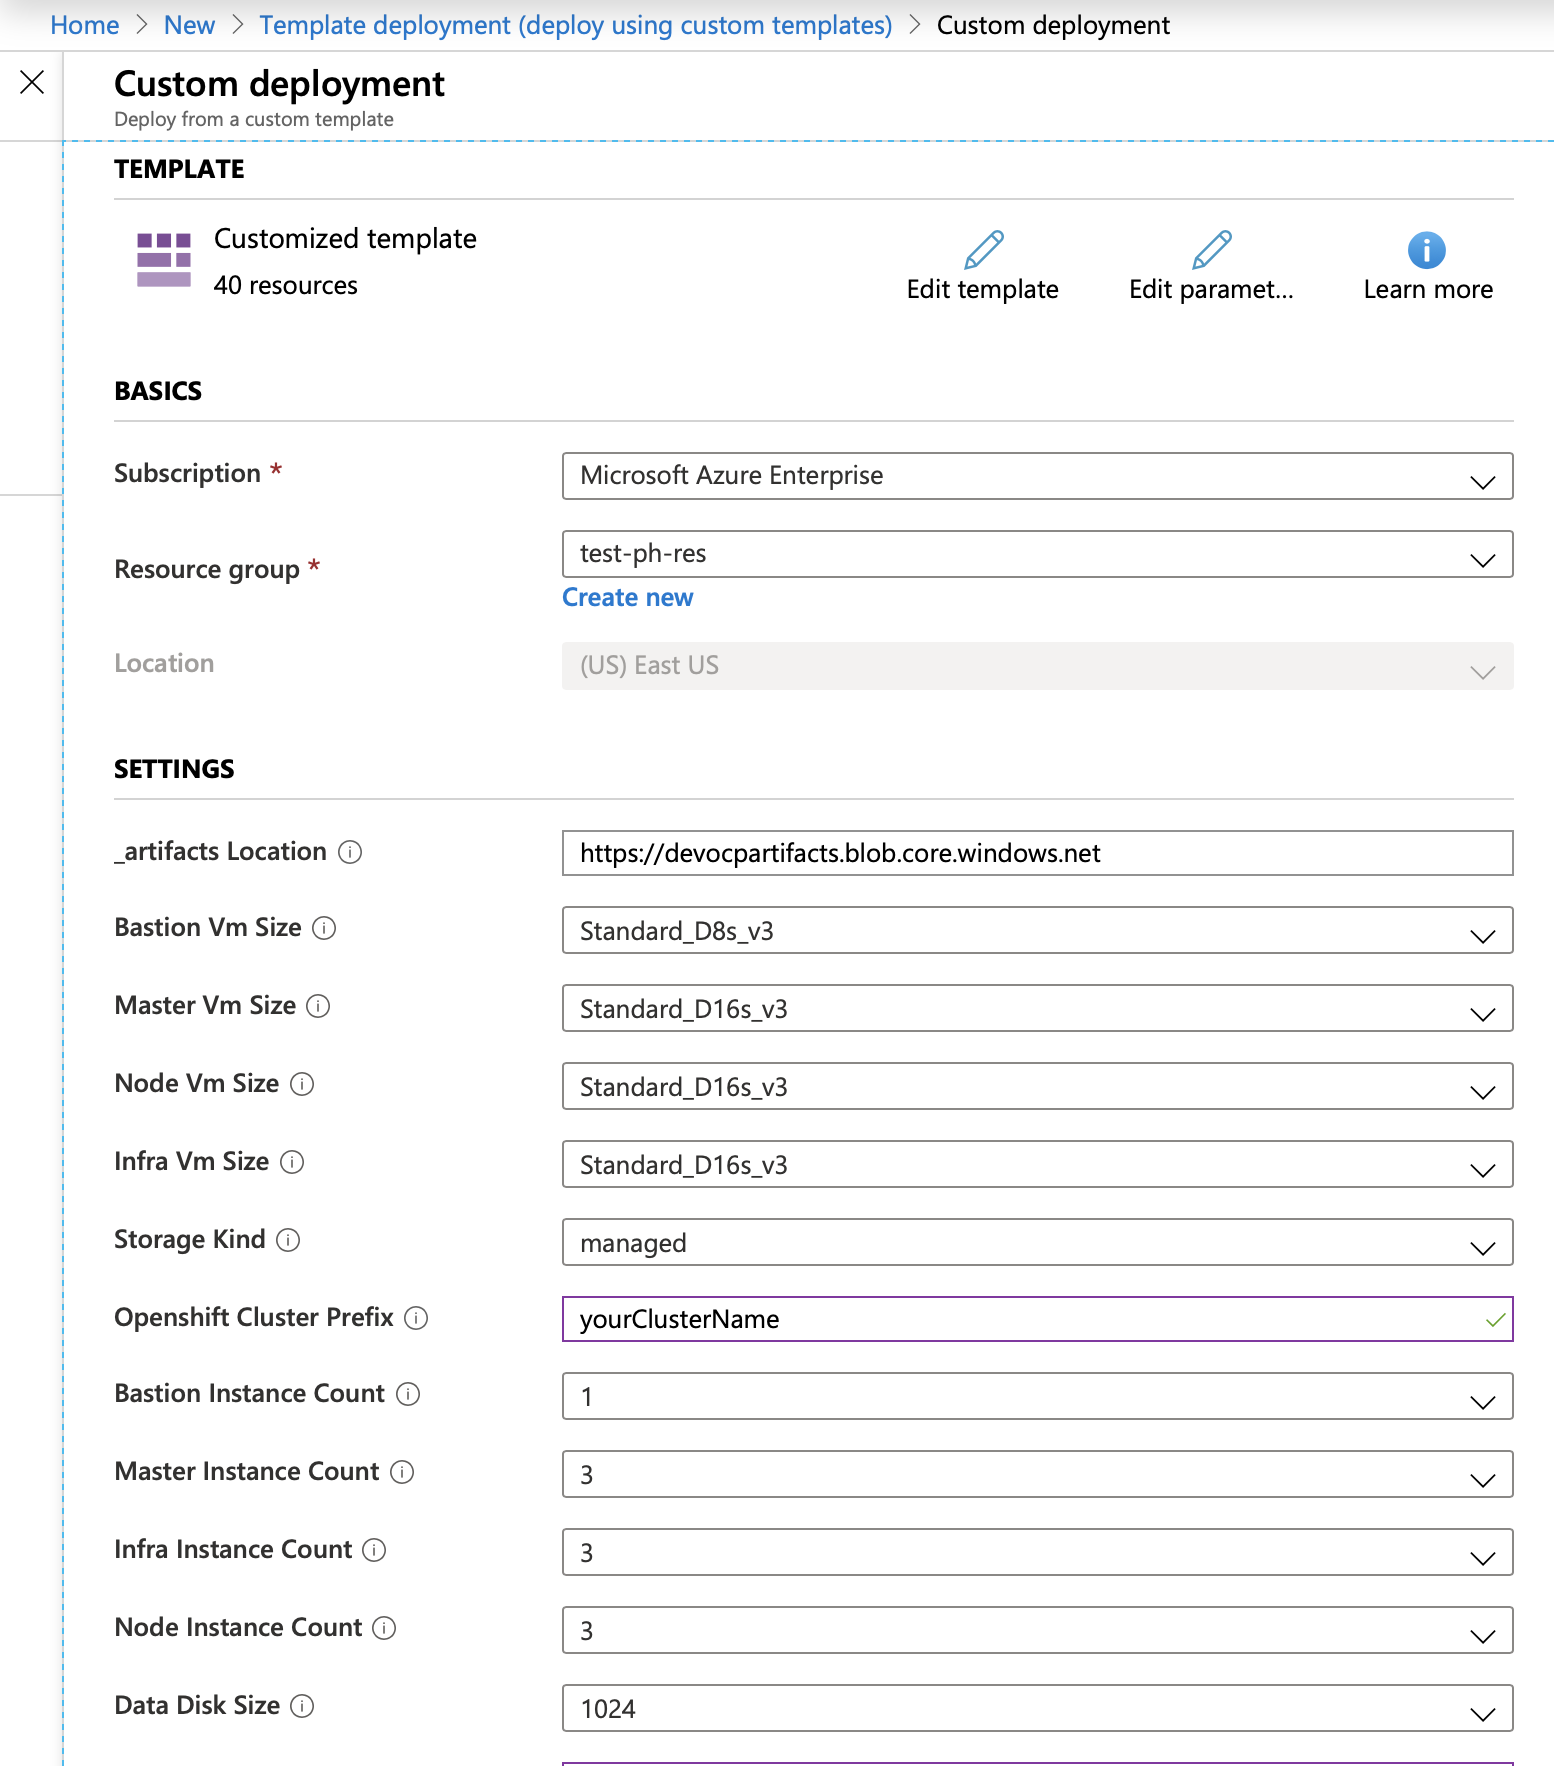 Home > New > Template deployment (deploy using custom templates) > Custom deployment
Custom deployment
Deploy from a custom template
TEMPLATE
Customized template
40 resources
Edit template
Edit paramet...
Learn more
BASICS
Subscription *
Microsoft Azure Enterprise
Resource group *
test-ph-res
Create new
Location
(US) East US
SETTINGS
_artifacts Location
https://devocpartifacts.blob.core.windows.net
Bastion Vm Size
Standard_D8s_v3
Master Vm Size
Standard_D16s_v3
Node Vm Size
Standard_D16s_v3
Infra Vm Size
Standard_D16s_v3
Storage Kind
managed
Openshift Cluster Prefix
yourClusterName
Bastion Instance Count
1
Master Instance Count
3
Infra Instance Count
3
Node Instance Count
3
Data Disk Size
1024